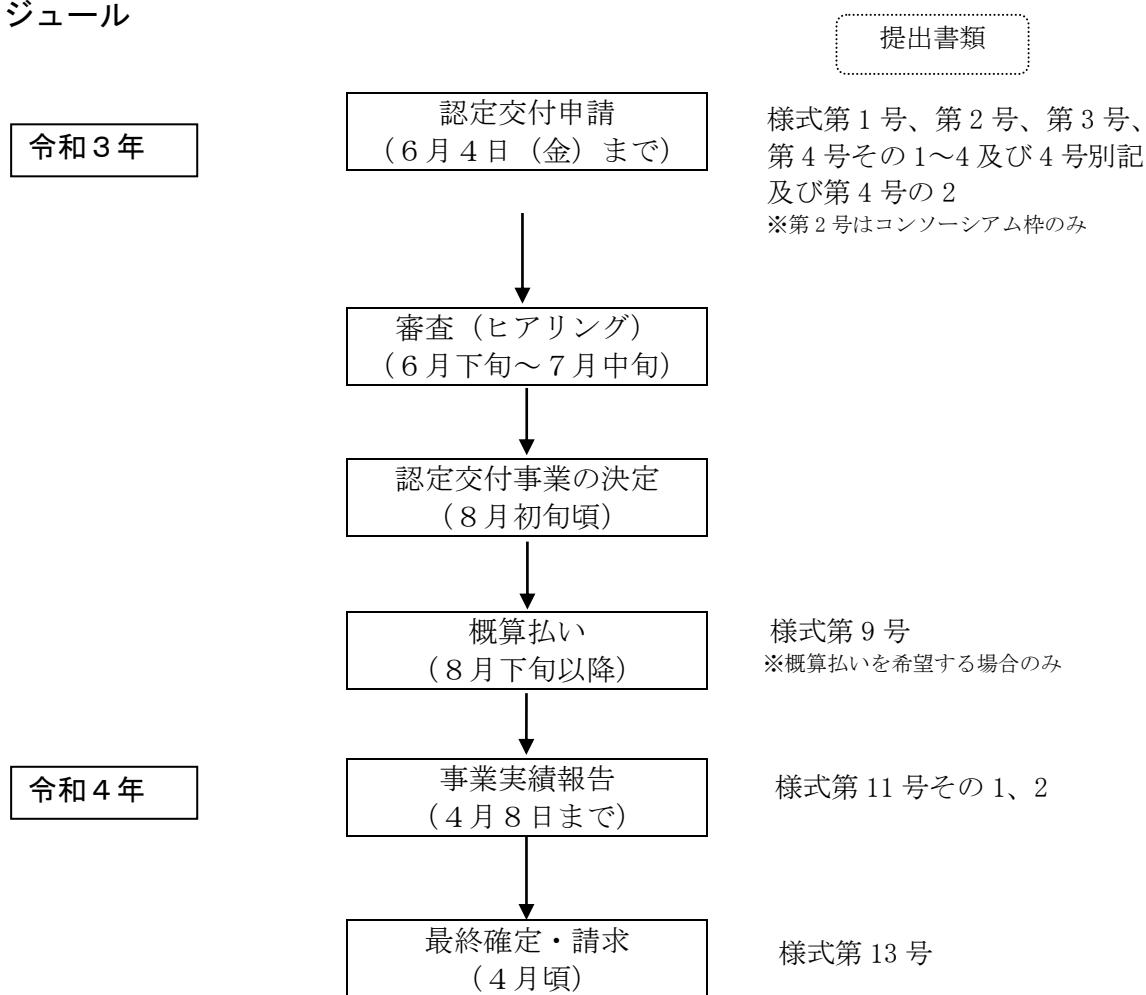 ジュール
提出書類
令和３年
認定交付申請
（６月４日（金）まで）
様式第 1 号、第 2 号、第 3 号、
第 4 号その 1～4 及び 4 号別記
及び第 4 号の 2
※第 2 号はコンソーシアム枠のみ
審査（ヒアリング）
（６月下旬～７月中旬）
認定交付事業の決定
（８月初旬頃）
概算払い
（８月下旬以降）
様式第 9 号
※概算払いを希望する場合のみ
令和４年
事業実績報告
（４月８日まで）
様式第 11 号その 1、2
最終確定・請求
（４月頃）
様式第 13 号